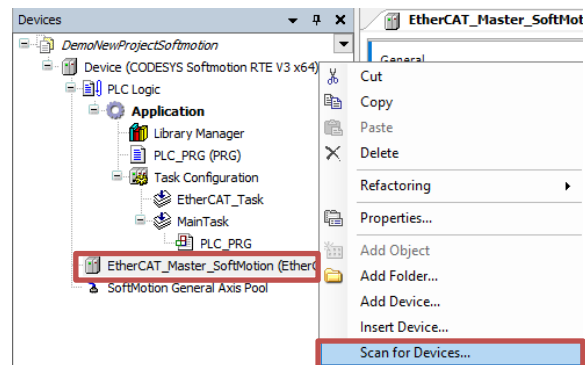 Devices
EtherCAT_Master_SoftMot
DemoNewProjectSoftmotion
General
Device (CODESYS Softmotion RTE V3 x64)
Cut
PLC Logic
Copy
Application
Paste
Library Manager
PLC_PRG (PRG)
Delete
Task Configuration
Refactoring
EtherCAT_Task
MainTask
Properties...
PLC_PRG
Add Object
EtherCAT_Master_SoftMotion (EtherC
Add Folder...
SoftMotion General Axis Pool
Add Device...
Insert Device...
Scan for Devices...